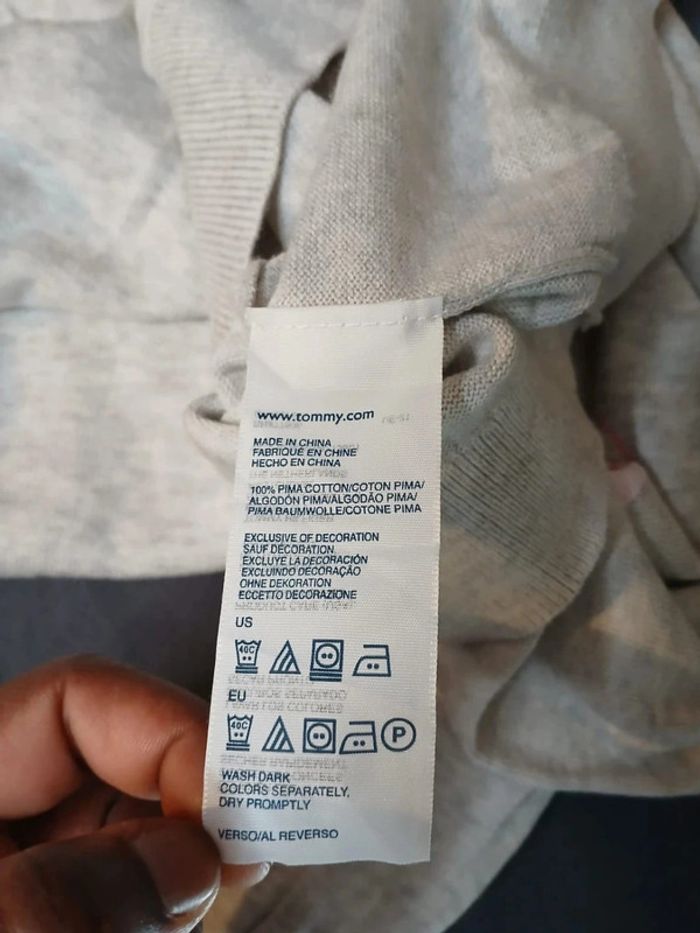 www.tommy.com
MADE IN CHINA
FABRIQUÉ EN CHINE
HECHO EN CHINA
100% PIMA COTTON/COTON PIMA/
ALGODÓN PIMA/ALGODÃO PIMA/
PIMA BAUMWOLLE/COTONE PIMA
EXCLUSIVE OF DECORATION
SAUF DÉCORATION
EXCLUYE LA DECORACIÓN
EXCLUINDO DECORAÇÃO
OHNE DEKORATION
ECCETTO DECORAZIONE
US
40C
EU
40C P
WASH DARK
COLORS SEPARATELY,
DRY PROMPTLY
VERSO/AL REVERSO